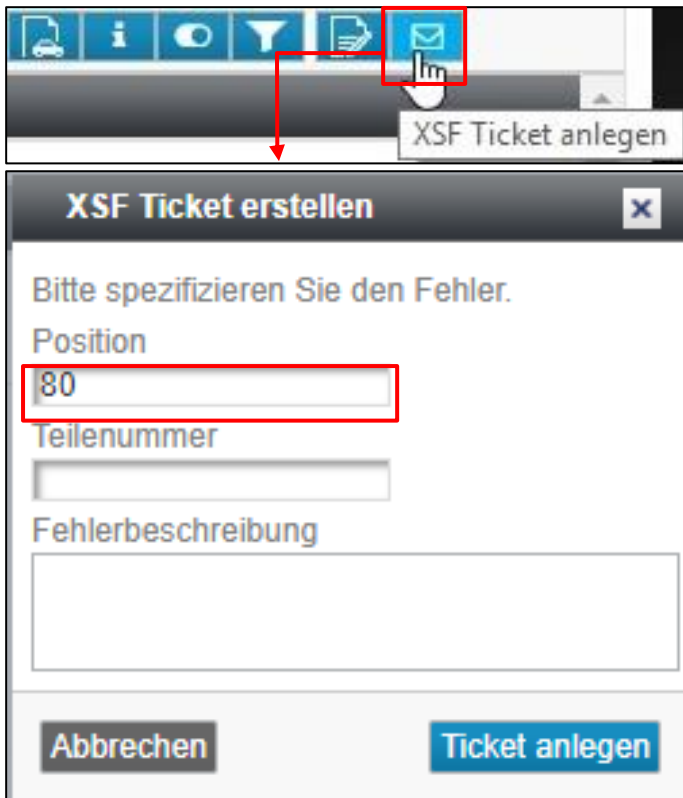 i
XSF Ticket anlegen
XSF Ticket erstellen
x
Bitte spezifizieren Sie den Fehler.
Position
80
Teilenummer
Fehlerbeschreibung
Abbrechen
Ticket anlegen